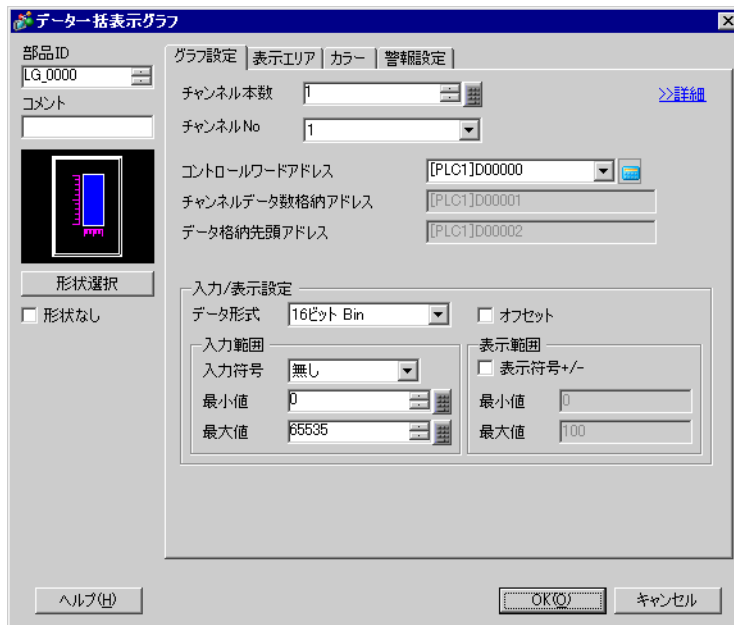 データ一括表示グラフ
部品ID
LG_0000
コメント
形状選択
形状なし
グラフ設定 表示エリア カラー 警報設定
チャンネル本数 1 >>詳細
チャンネルNo 1
コントロールワードアドレス [PLC1]D00000
チャンネルデータ数格納アドレス [PLC1]D00001
データ格納先頭アドレス [PLC1]D00002
入力/表示設定
データ形式 16ビット Bin オフセット
入力範囲 表示範囲
入力符号 無し 表示符号+/-
最小値 0 最小値 0
最大値 65535 最大値 100
ヘルプ(H) OK(O) キャンセル